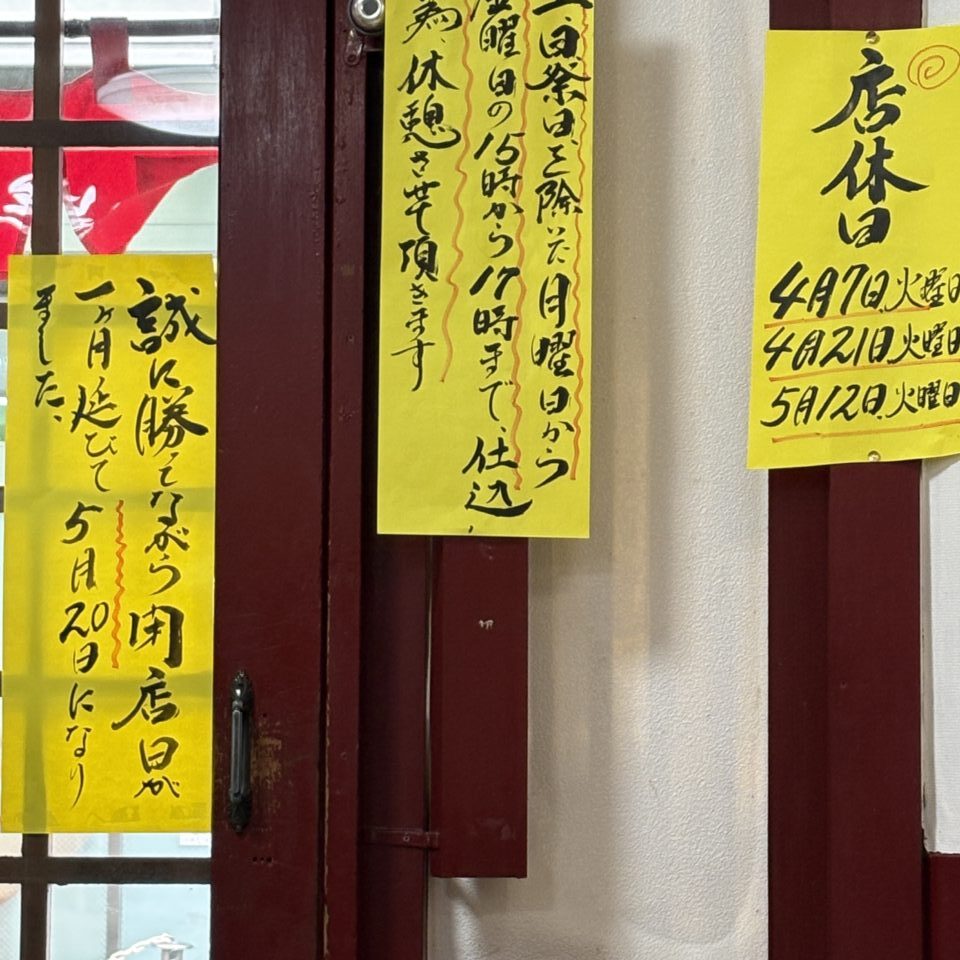 店休日
4月7日.火曜日
4月21日火曜日
5月12日.火曜日
日祭日を除いた月曜日から
金曜日の15時から17時まで、仕込
為、休憩させて頂きます
誠に勝てながら閉店日が
一ヶ月延びて5月20日になり
ました、